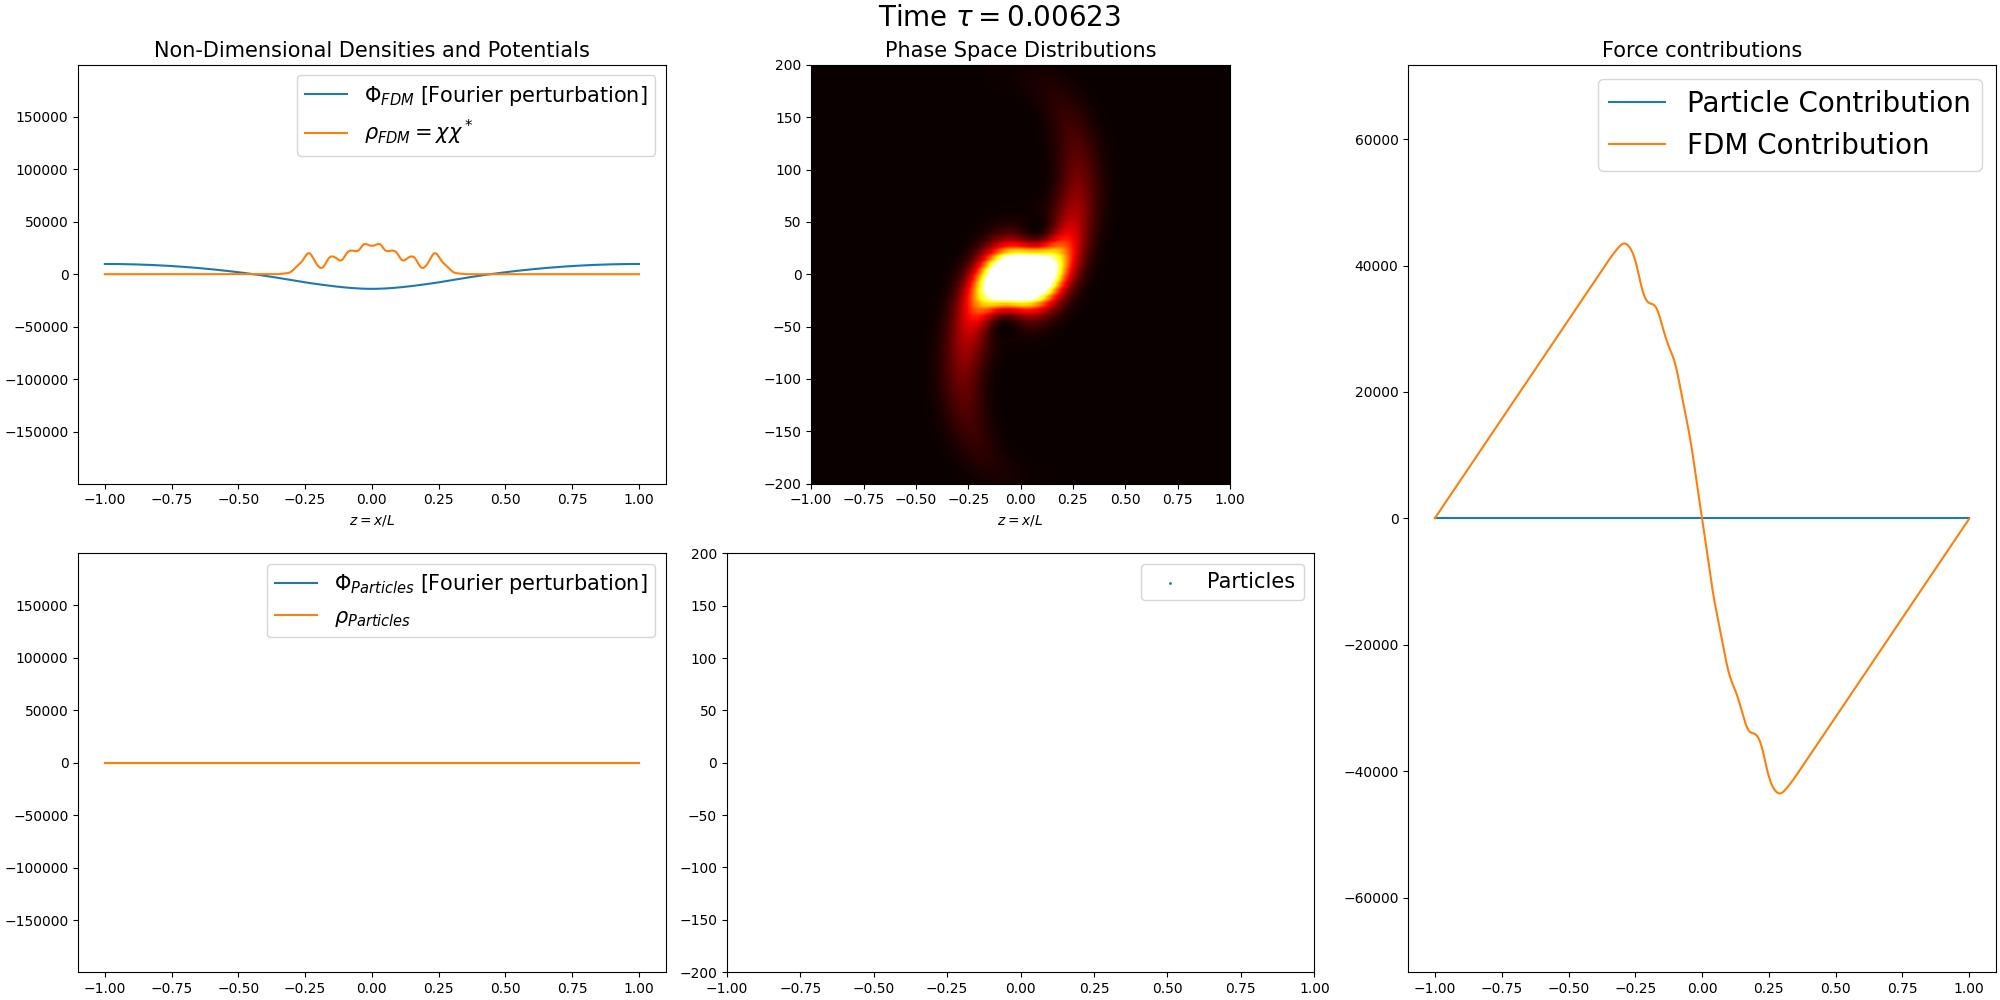 Time τ = 0.00623
Non-Dimensional Densities and Potentials
Φ_FDM [Fourier perturbation]
ρ_FDM = χχ*
150000
100000
50000
0
−50000
−100000
−150000
−1.00 −0.75 −0.50 −0.25 0.00 0.25 0.50 0.75 1.00
z = x/L
Phase Space Distributions
200
150
100
50
0
−50
−100
−150
−200
−1.00 −0.75 −0.50 −0.25 0.00 0.25 0.50 0.75 1.00
z = x/L
Force contributions
Particle Contribution
FDM Contribution
60000
40000
20000
0
−20000
−40000
−60000
−1.00 −0.75 −0.50 −0.25 0.00 0.25 0.50 0.75 1.00
Φ_Particles [Fourier perturbation]
ρ_Particles
150000
100000
50000
0
−50000
−100000
−150000
−1.00 −0.75 −0.50 −0.25 0.00 0.25 0.50 0.75 1.00
Particles
200
150
100
50
0
−50
−100
−150
−200
−1.00 −0.75 −0.50 −0.25 0.00 0.25 0.50 0.75 1.00